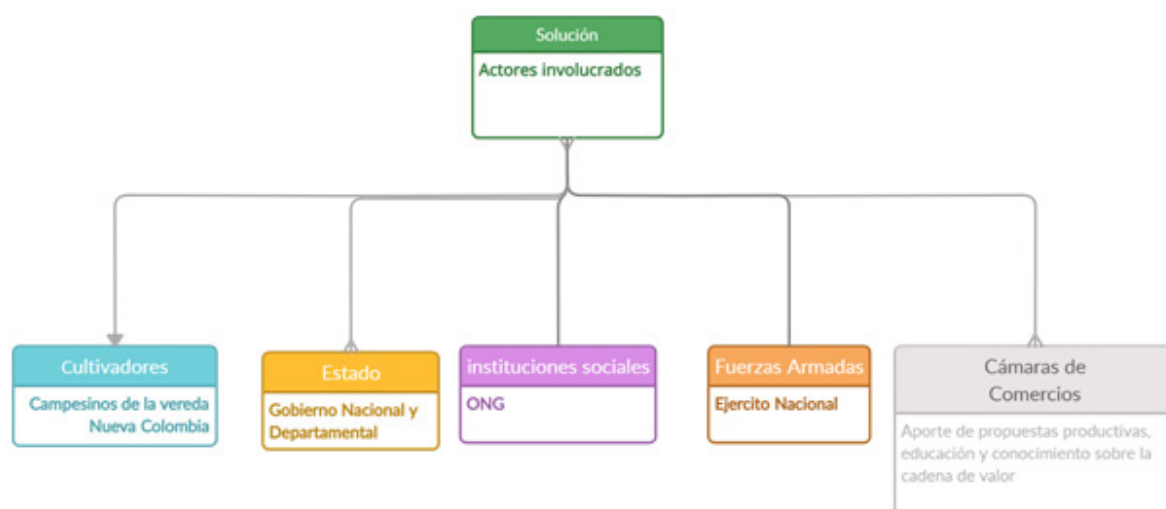 Solución
Actores involucrados
Cultivadores
Campesinos de la vereda
Nueva Colombia
Estado
Gobierno Nacional y
Departamental
instituciones sociales
ONG
Fuerzas Armadas
Ejercito Nacional
Cámaras de
Comercios
Aporte de propuestas productivas,
educación y conocimiento sobre la
cadena de valor